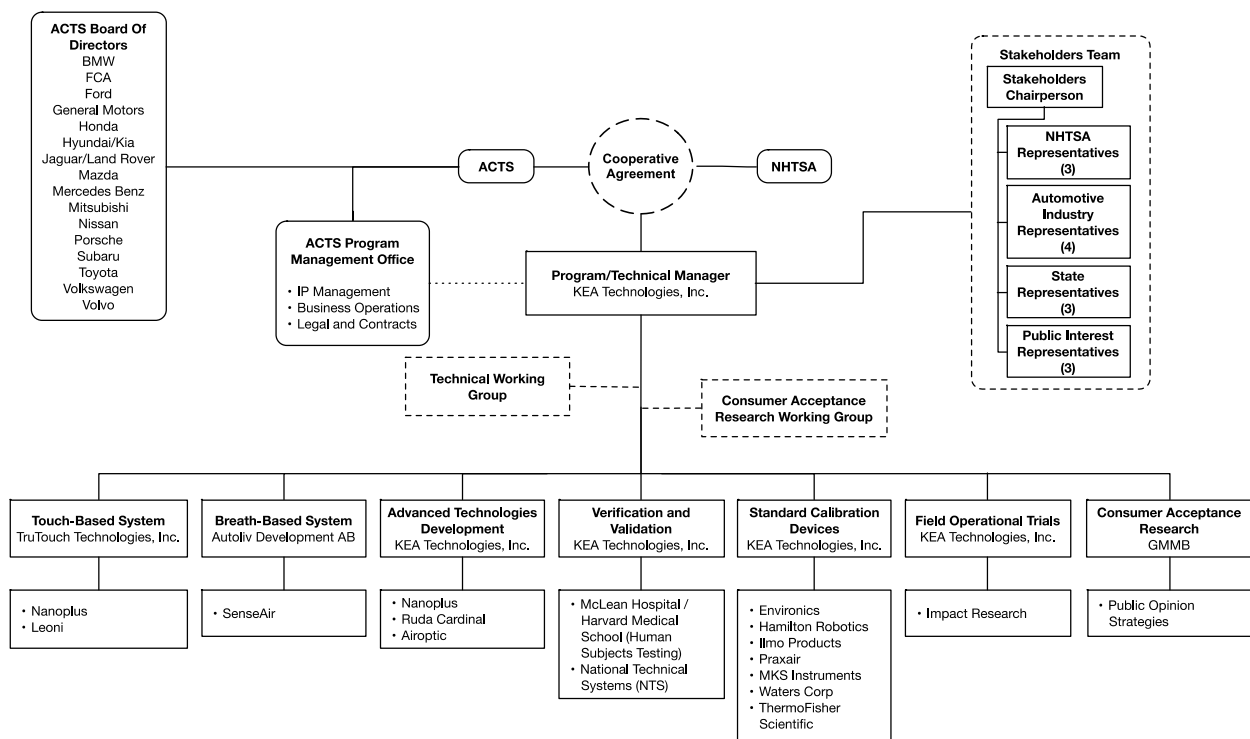 ACTS Board Of
Directors
BMW
FCA
Ford
General Motors
Honda
Hyundai/Kia
Jaguar/Land Rover
Mazda
Mercedes Benz
Mitsubishi
Nissan
Porsche
Subaru
Toyota
Volkswagen
Volvo
ACTS
Cooperative
Agreement
NHTSA
Stakeholders Team
Stakeholders
Chairperson
NHTSA
Representatives
(3)
Automotive
Industry
Representatives
(4)
State
Representatives
(3)
Public Interest
Representatives
(3)
ACTS Program
Management Office
• IP Management
• Business Operations
• Legal and Contracts
Program/Technical Manager
KEA Technologies, Inc.
Technical Working
Group
Consumer Acceptance
Research Working Group
Touch-Based System
TruTouch Technologies, Inc.
• Nanoplus
• Leoni
Breath-Based System
Autoliv Development AB
• SenseAir
Advanced Technologies
Development
KEA Technologies, Inc.
• Nanoplus
• Ruda Cardinal
• Airoptic
Verification and
Validation
KEA Technologies, Inc.
• McLean Hospital /
Harvard Medical
School (Human
Subjects Testing)
• National Technical
Systems (NTS)
Standard Calibration
Devices
KEA Technologies, Inc.
• Environics
• Hamilton Robotics
• Ilmo Products
• Praxair
• MKS Instruments
• Waters Corp
• ThermoFisher
Scientific
Field Operational Trials
KEA Technologies, Inc.
• Impact Research
Consumer Acceptance
Research
GMMB
• Public Opinion
Strategies